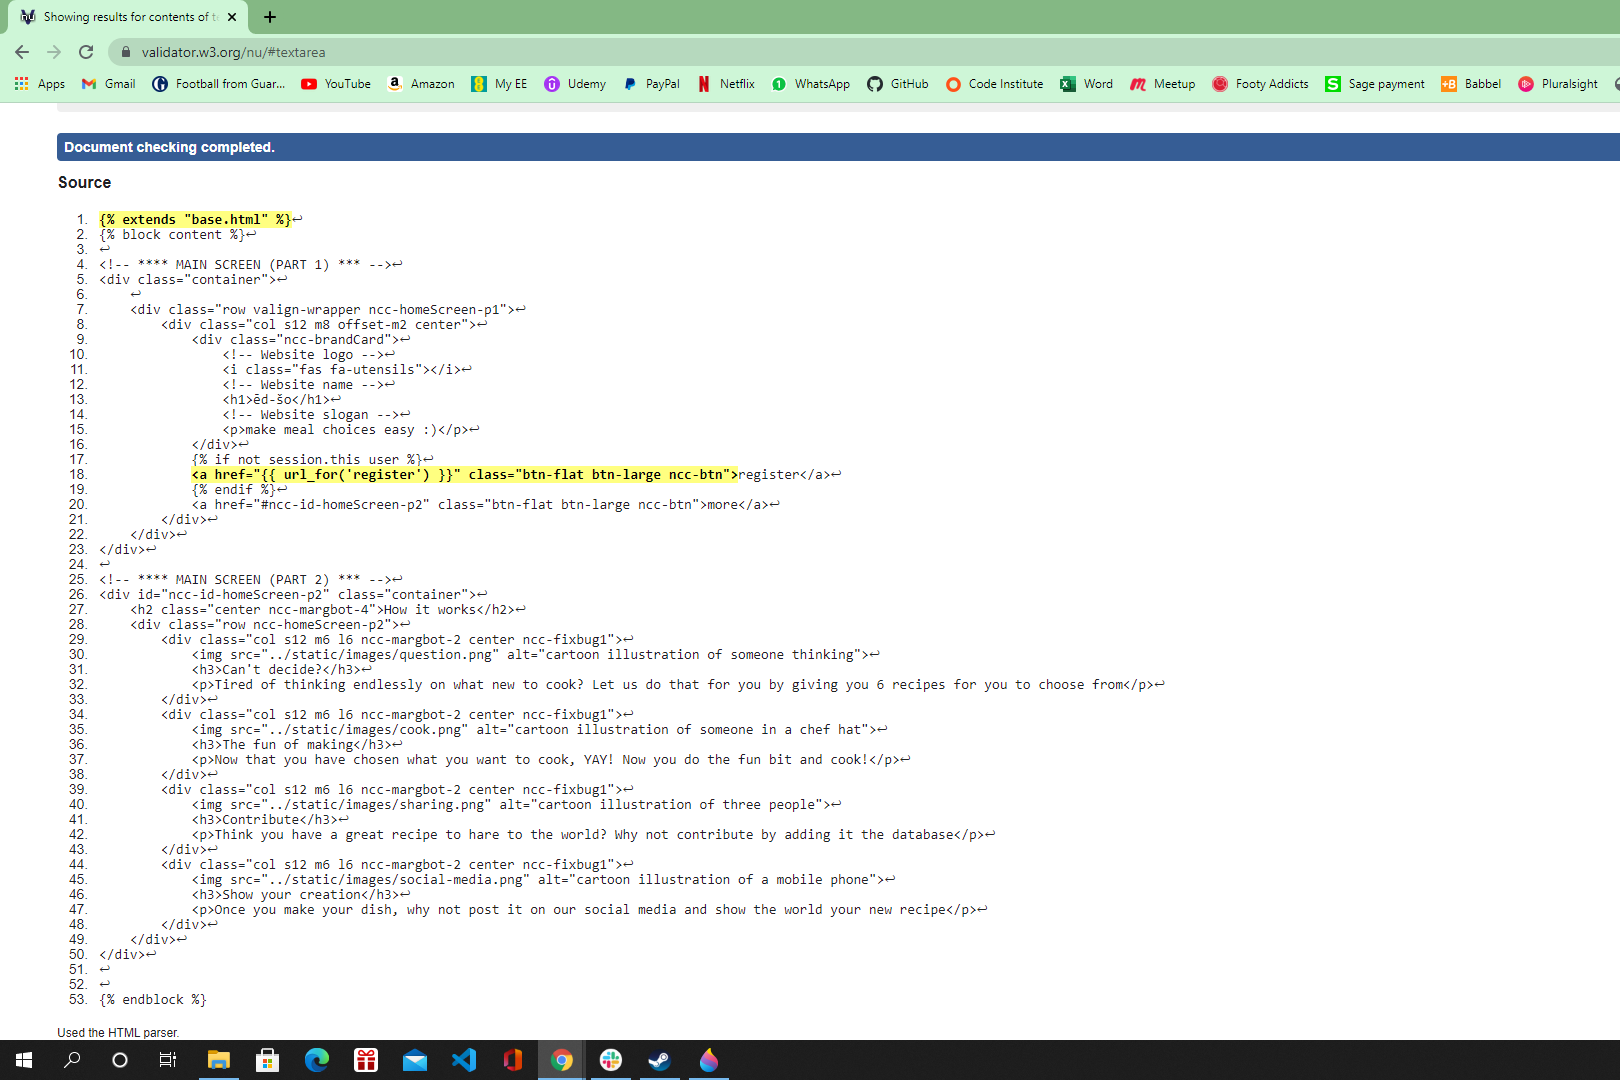 Showing results for contents of t
validator.w3.org/nu/#textarea
Apps Gmail Football from Guar... YouTube Amazon My EE Udemy PayPal Netflix WhatsApp GitHub Code Institute Word Meetup Footy Addicts Sage payment Babbel Pluralsight
Document checking completed.
Source
1. {% extends "base.html" %}↩
2. {% block content %}↩
3. ↩
4. <!-- **** MAIN SCREEN (PART 1) *** -->↩
5. <div class="container">↩
6. ↩
7. <div class="row valign-wrapper ncc-homeScreen-p1">↩
8. <div class="col s12 m8 offset-m2 center">↩
9. <div class="ncc-brandCard">↩
10. <!-- Website logo -->↩
11. <i class="fas fa-utensils"></i>↩
12. <!-- Website name -->↩
13. <h1>ēd-šo</h1>↩
14. <!-- Website slogan -->↩
15. <p>make meal choices easy :)</p>↩
16. </div>↩
17. {% if not session.this_user %}↩
18. <a href="{{ url_for('register') }}" class="btn-flat btn-large ncc-btn">register</a>↩
19. {% endif %}↩
20. <a href="#ncc-id-homeScreen-p2" class="btn-flat btn-large ncc-btn">more</a>↩
21. </div>↩
22. </div>↩
23. </div>↩
24. ↩
25. <!-- **** MAIN SCREEN (PART 2) *** -->↩
26. <div id="ncc-id-homeScreen-p2" class="container">↩
27. <h2 class="center ncc-margbot-4">How it works</h2>↩
28. <div class="row ncc-homeScreen-p2">↩
29. <div class="col s12 m6 l6 ncc-margbot-2 center ncc-fixbug1">↩
30. <img src="../static/images/question.png" alt="cartoon illustration of someone thinking">↩
31. <h3>Can't decide?</h3>↩
32. <p>Tired of thinking endlessly on what new to cook? Let us do that for you by giving you 6 recipes for you to choose from</p>↩
33. </div>↩
34. <div class="col s12 m6 l6 ncc-margbot-2 center ncc-fixbug1">↩
35. <img src="../static/images/cook.png" alt="cartoon illustration of someone in a chef hat">↩
36. <h3>The fun of making</h3>↩
37. <p>Now that you have chosen what you want to cook, YAY! Now you do the fun bit and cook!</p>↩
38. </div>↩
39. <div class="col s12 m6 l6 ncc-margbot-2 center ncc-fixbug1">↩
40. <img src="../static/images/sharing.png" alt="cartoon illustration of three people">↩
41. <h3>Contribute</h3>↩
42. <p>Think you have a great recipe to hare to the world? Why not contribute by adding it the database</p>↩
43. </div>↩
44. <div class="col s12 m6 l6 ncc-margbot-2 center ncc-fixbug1">↩
45. <img src="../static/images/social-media.png" alt="cartoon illustration of a mobile phone">↩
46. <h3>Show your creation</h3>↩
47. <p>Once you make your dish, why not post it on our social media and show the world your new recipe</p>↩
48. </div>↩
49. </div>↩
50. </div>↩
51. ↩
52. ↩
53. {% endblock %}
Used the HTML parser.